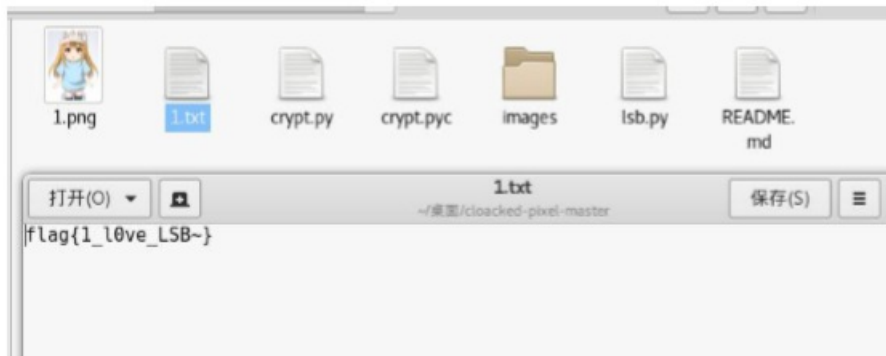 1.png
1.txt
crypt.py
crypt.pyc
images
lsb.py
README.
md
打开(O)
1.txt
~/桌面/cloacked-pixel-master
保存(S)
flag{1_l0ve_LSB~}